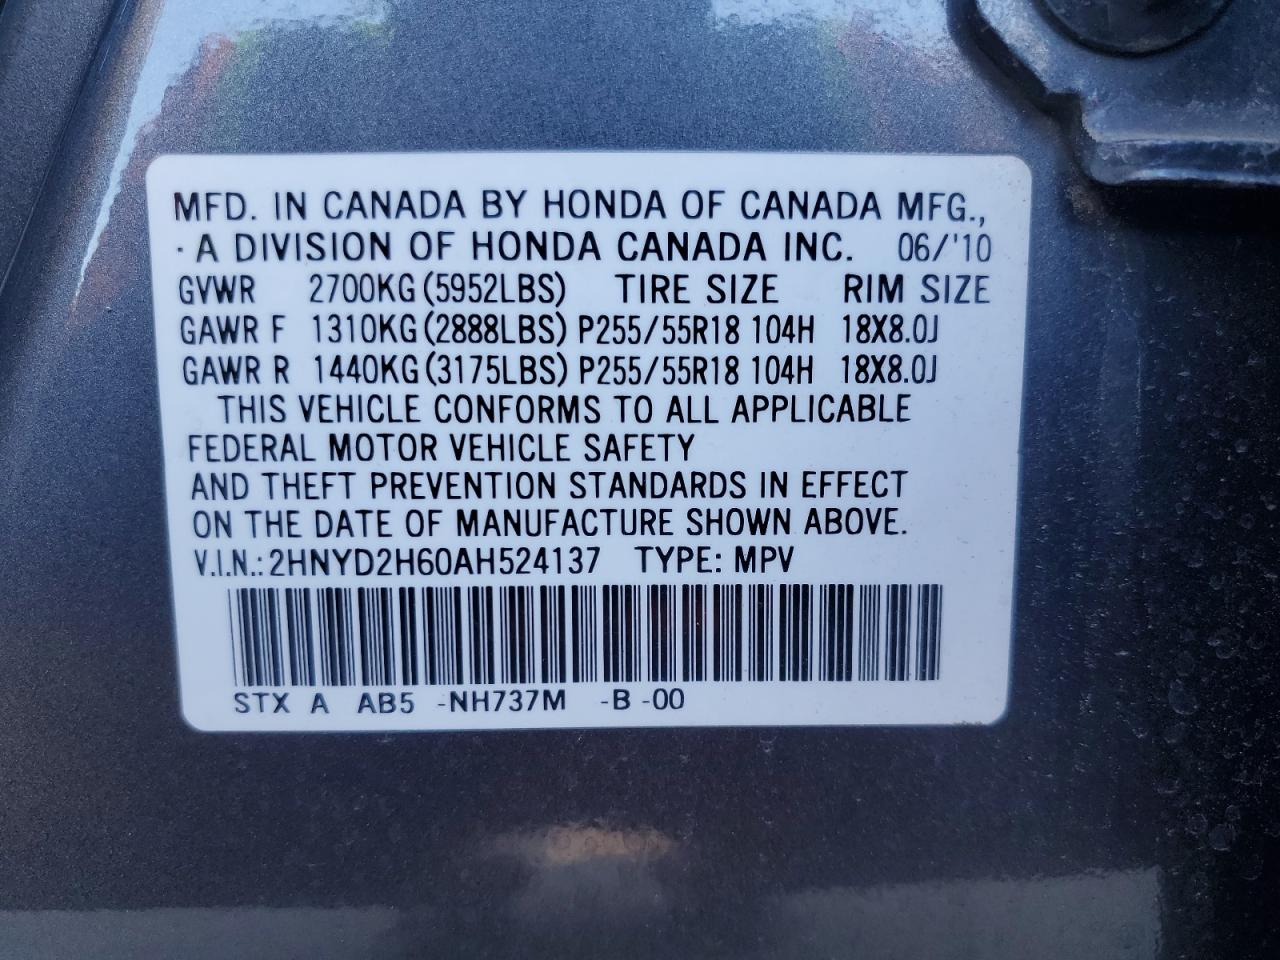 MFD. IN CANADA BY HONDA OF CANADA MFG.,
· A DIVISION OF HONDA CANADA INC. 06/'10
GVWR 2700KG (5952LBS) TIRE SIZE RIM SIZE
GAWR F 1310KG (2888LBS) P255/55R18 104H 18X8.0J
GAWR R 1440KG (3175LBS) P255/55R18 104H 18X8.0J
THIS VEHICLE CONFORMS TO ALL APPLICABLE
FEDERAL MOTOR VEHICLE SAFETY
AND THEFT PREVENTION STANDARDS IN EFFECT
ON THE DATE OF MANUFACTURE SHOWN ABOVE.
V.I.N.: 2HNYD2H60AH524137 TYPE: MPV
STX A AB5 -NH737M -B -00